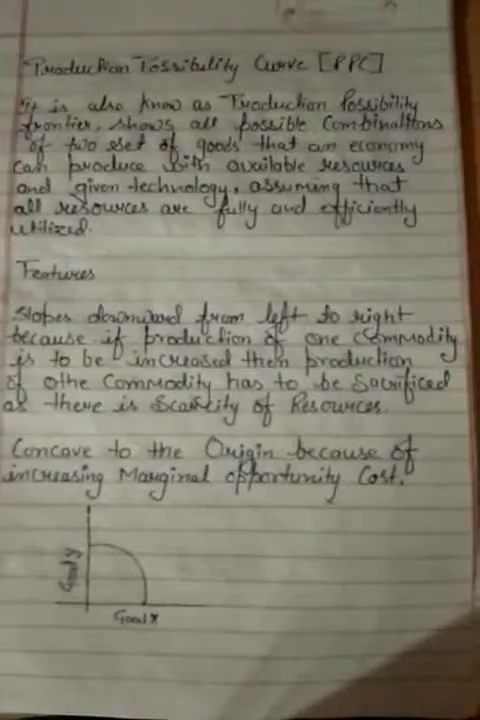 Production Possibility Curve [PPC]
It is also know as Production Possibility
frontier, shows all possible Combinations
of two set of goods that an economy
can produce with available resources
and given technology, assuming that
all resources are fully and efficiently
utilized.
Features
Slopes downward from left to right
because if production of one Commodity
is to be increased then production
of othe Commodity has to be Sacrificed
as there is Scarcity of Resources.
Concave to the Origin because of
increasing Marginal opportunity Cost.
Good y
Good x